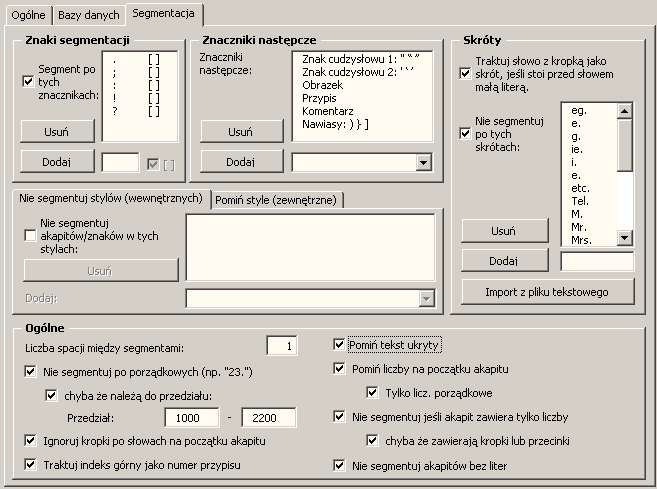 Ogólne Bazy danych Segmentacja
Znaki segmentacji
Segment po
tych
znacznikach:
. [ ]
; [ ]
: [ ]
! [ ]
? [ ]
Usuń
Dodaj
[ ]
Znaczniki następcze
Znaczniki
następcze:
Znak cudzysłowu 1: " “ ”
Znak cudzysłowu 2: ' ‘ ’
Obrazek
Przypis
Komentarz
Nawiasy: ) } ]
Usuń
Dodaj
Skróty
Traktuj słowo z kropką jako
skrót, jeśli stoi przed słowem
małą literą.
Nie segmentuj
po tych
skrótach:
eg.
e.
g.
ie.
i.
e.
etc.
Tel.
M.
Mr.
Mrs.
Usuń
Dodaj
Import z pliku tekstowego
Nie segmentuj stylów (wewnętrznych) Pomiń style (zewnętrzne)
Nie segmentuj
akapitów/znaków w tych
stylach:
Usuń
Dodaj:
Ogólne
Liczba spacji między segmentami: 1
Nie segmentuj po porządkowych (np. "23.")
chyba że należą do przedziału:
Przedział: 1000 - 2200
Ignoruj kropki po słowach na początku akapitu
Traktuj indeks górny jako numer przypisu
Pomiń tekst ukryty
Pomiń liczby na początku akapitu
Tylko licz. porządkowe
Nie segmentuj jeśli akapit zawiera tylko liczby
chyba że zawierają kropki lub przecinki
Nie segmentuj akapitów bez liter